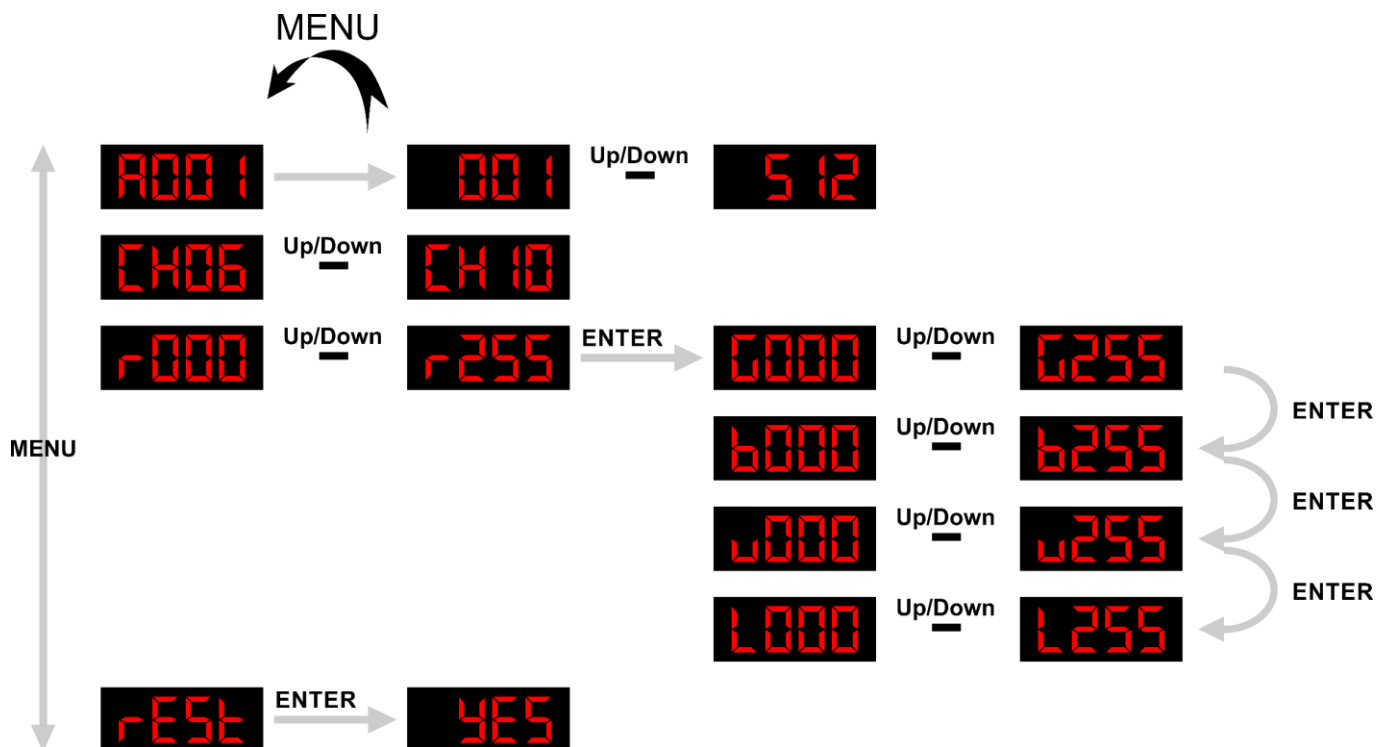 MENU
A001 001 Up/Down 512
CH06 Up/Down CH10
r000 Up/Down r255 ENTER G000 Up/Down G255
ENTER
MENU b000 Up/Down b255
ENTER
u000 Up/Down u255
ENTER
L000 Up/Down L255
rESt ENTER YES